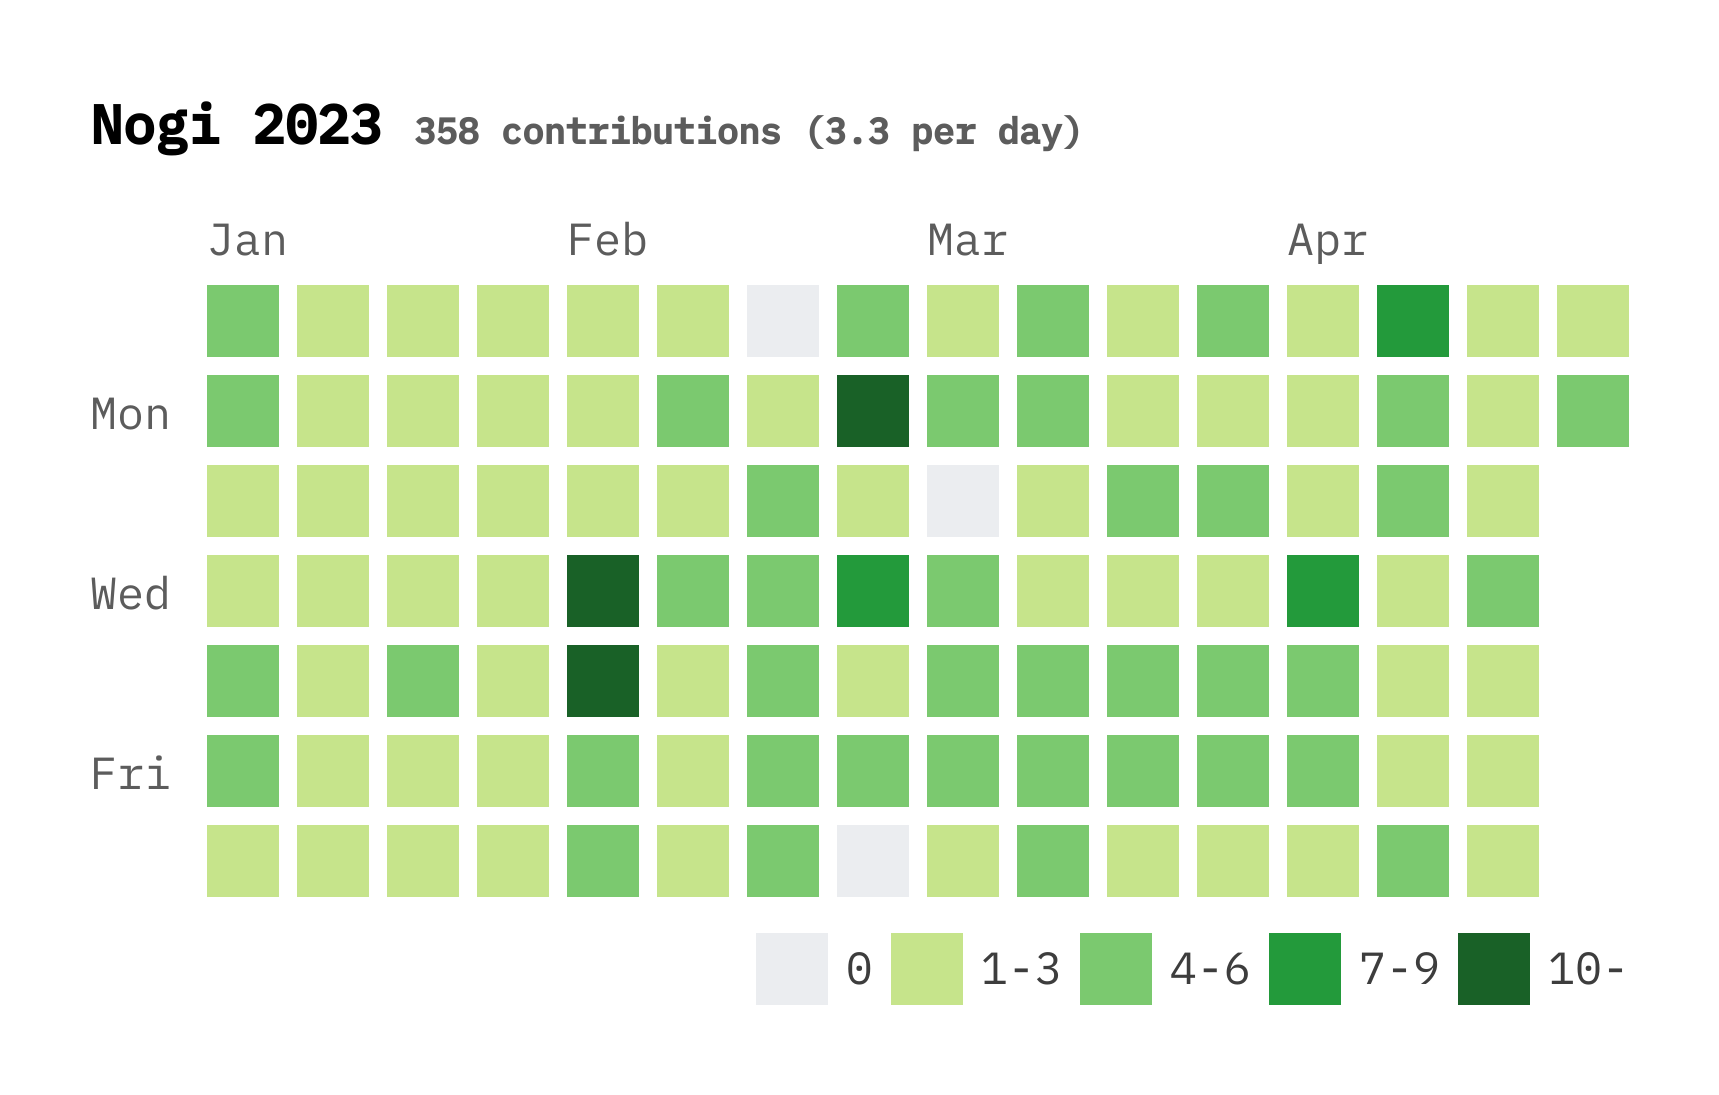 Nogi 2023 358 contributions (3.3 per day)
Jan Feb Mar Apr
Mon
Wed
Fri
0 1-3 4-6 7-9 10-